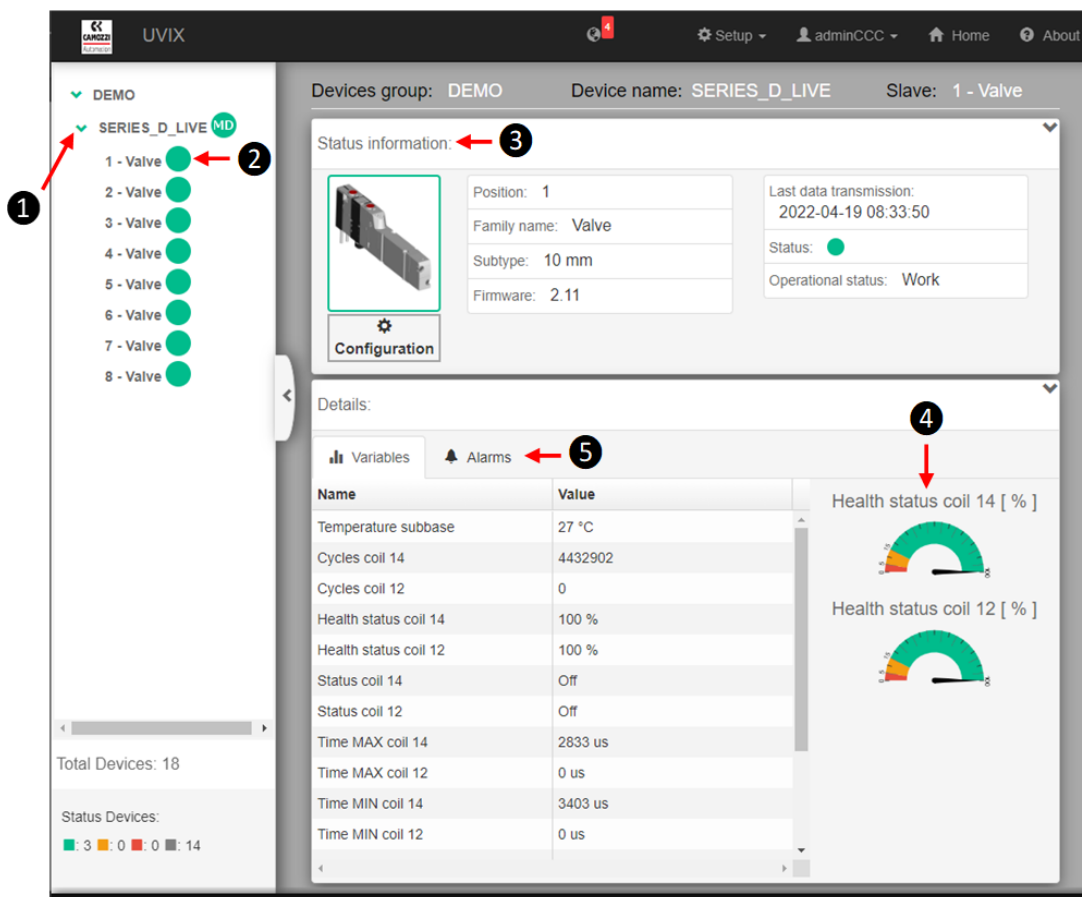 CAMOZZI
Automation
UVIX
4
Setup
adminCCC
Home
About
DEMO
SERIES_D_LIVE MD
1 - Valve
2 - Valve
3 - Valve
4 - Valve
5 - Valve
6 - Valve
7 - Valve
8 - Valve
1
2
Total Devices: 18
Status Devices:
: 3 : 0 : 0 : 14
Devices group: DEMO Device name: SERIES_D_LIVE Slave: 1 - Valve
Status information: 3
Configuration
Position: 1
Family name: Valve
Subtype: 10 mm
Firmware: 2.11
Last data transmission:
2022-04-19 08:33:50
Status:
Operational status: Work
Details:
Variables Alarms 5
4
Name Value
Temperature subbase 27 °C
Cycles coil 14 4432902
Cycles coil 12 0
Health status coil 14 100 %
Health status coil 12 100 %
Status coil 14 Off
Status coil 12 Off
Time MAX coil 14 2833 us
Time MAX coil 12 0 us
Time MIN coil 14 3403 us
Time MIN coil 12 0 us
Health status coil 14 [ % ]
Health status coil 12 [ % ]